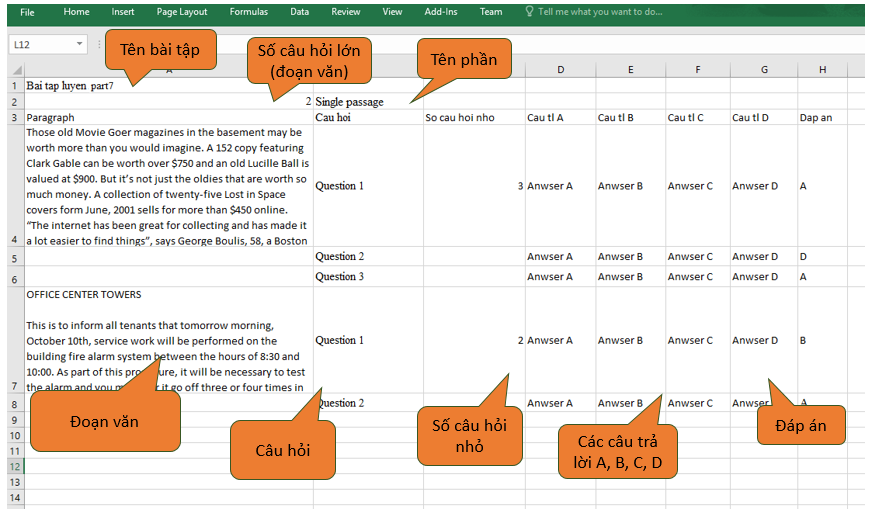 File Home Insert Page Layout Formulas Data Review View Add-Ins Team Tell me what you want to do...
L12
Tên bài tập
Số câu hỏi lớn
(đoạn văn)
Tên phần
A D E F G H
1 Bai tap luyen part7
2 2 Single passage
3 Paragraph Cau hoi So cau hoi nho Cau tl A Cau tl B Cau tl C Cau tl D Dap an
Those old Movie Goer magazines in the basement may be
worth more than you would imagine. A 152 copy featuring
Clark Gable can be worth over $750 and an old Lucille Ball is
valued at $900. But it's not just the oldies that are worth so
much money. A collection of twenty-five Lost in Space
covers form June, 2001 sells for more than $450 online.
“The internet has been great for collecting and has made it
4 a lot easier to find things”, says George Boulis, 58, a Boston
Question 1 3 Anwser A Anwser B Anwser C Anwser D A
5 Question 2 Anwser A Anwser B Anwser C Anwser D D
6 Question 3 Anwser A Anwser B Anwser C Anwser D A
OFFICE CENTER TOWERS
This is to inform all tenants that tomorrow morning,
October 10th, service work will be performed on the
building fire alarm system between the hours of 8:30 and
10:00. As part of this it will be necessary to test
7 the alarm and you it go off three or four times in
Question 1 2 Anwser A Anwser B Anwser C Anwser D B
8 Question 2 Anwser A Anwser B Anwser C Anwser A
9
10
11
12
13
14
Đoạn văn
Câu hỏi
Số câu hỏi
nhỏ
Các câu trả
lời A, B, C, D
Đáp án